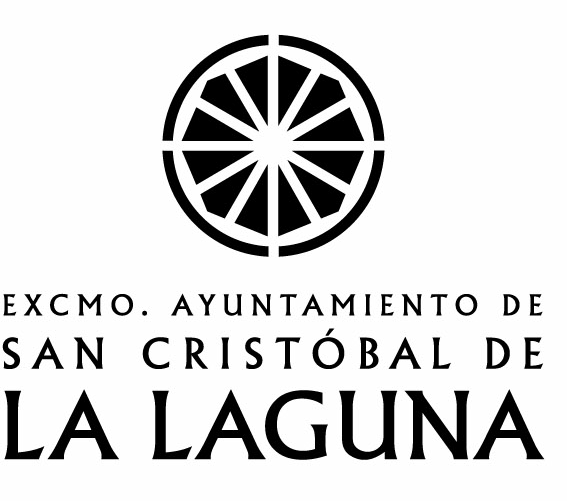 EXCMO. AYUNTAMIENTO DE
SAN CRISTÓBAL DE
LA LAGUNA